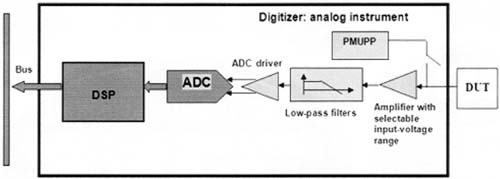 Digitizer: analog instrument
PMUPP
Bus
ADC driver
DSP
ADC
DUT
Low-pass filters
Amplifier with
selectable
input-voltage
range